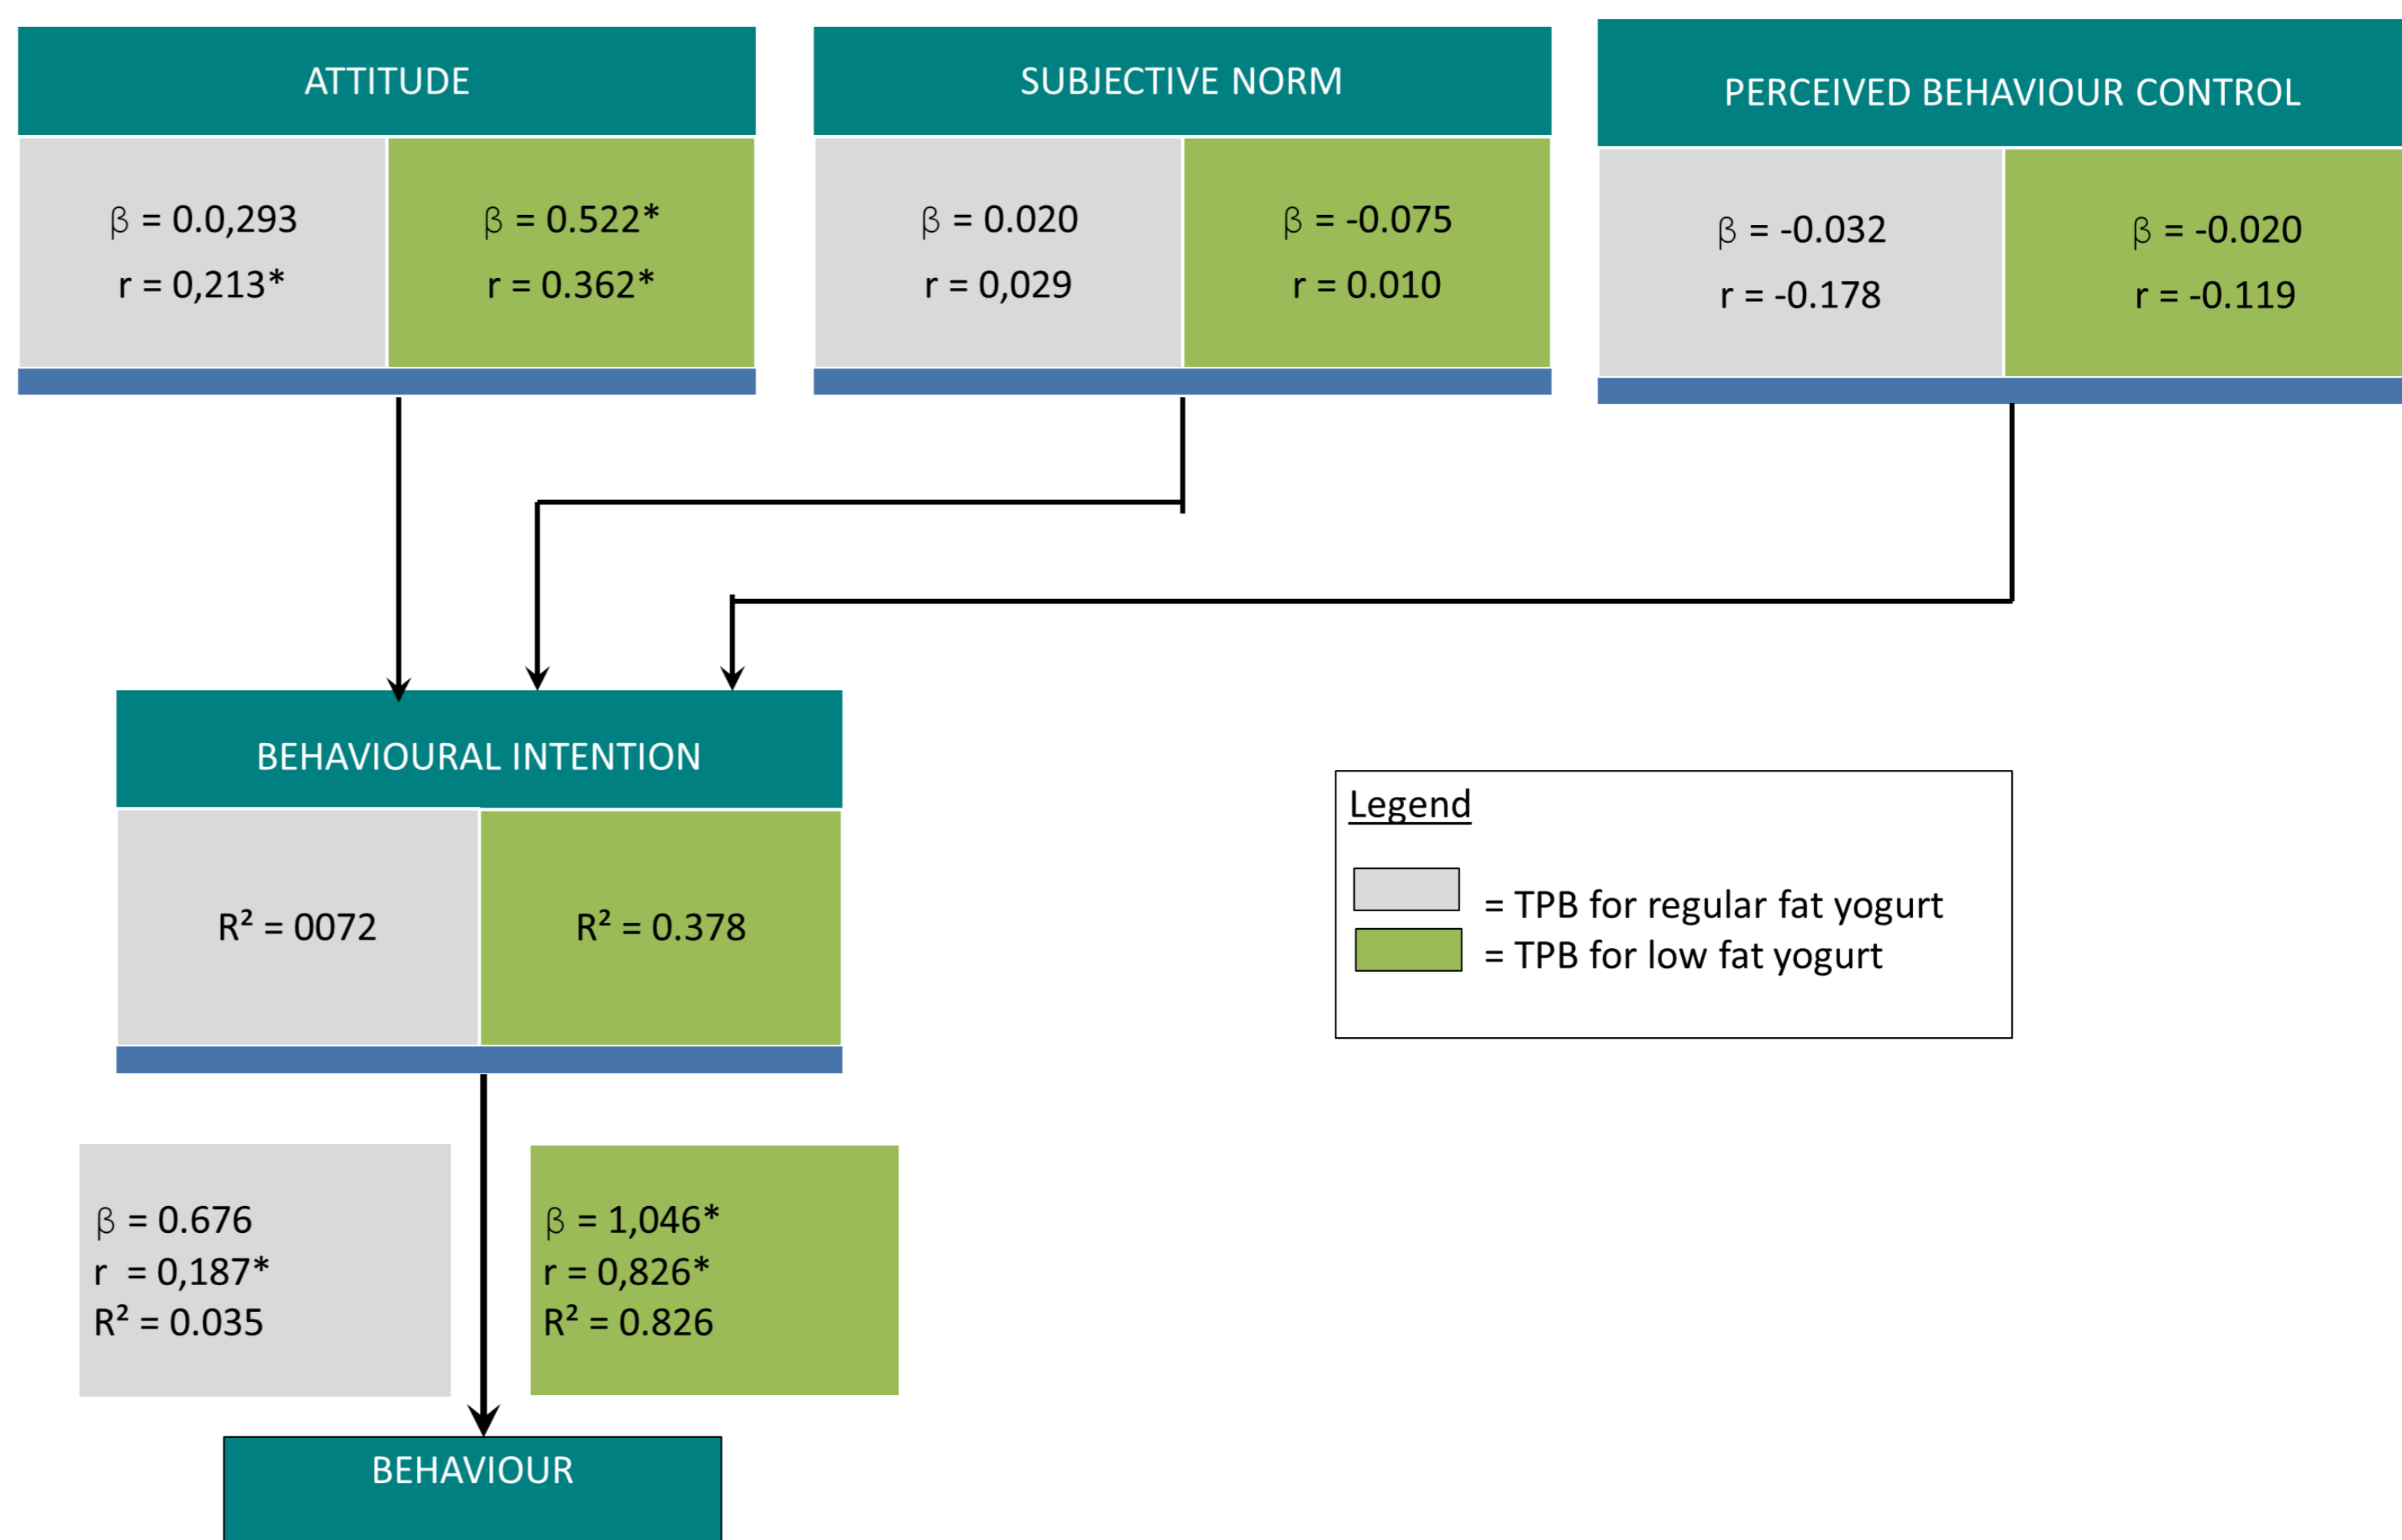 ATTITUDE
β = 0.0,293
r = 0,213*
β = 0.522*
r = 0.362*
SUBJECTIVE NORM
β = 0.020
r = 0,029
β = -0.075
r = 0.010
PERCEIVED BEHAVIOUR CONTROL
β = -0.032
r = -0.178
β = -0.020
r = -0.119
BEHAVIOURAL INTENTION
R² = 0072
R² = 0.378
Legend
= TPB for regular fat yogurt
= TPB for low fat yogurt
β = 0.676
r = 0,187*
R² = 0.035
β = 1,046*
r = 0,826*
R² = 0.826
BEHAVIOUR